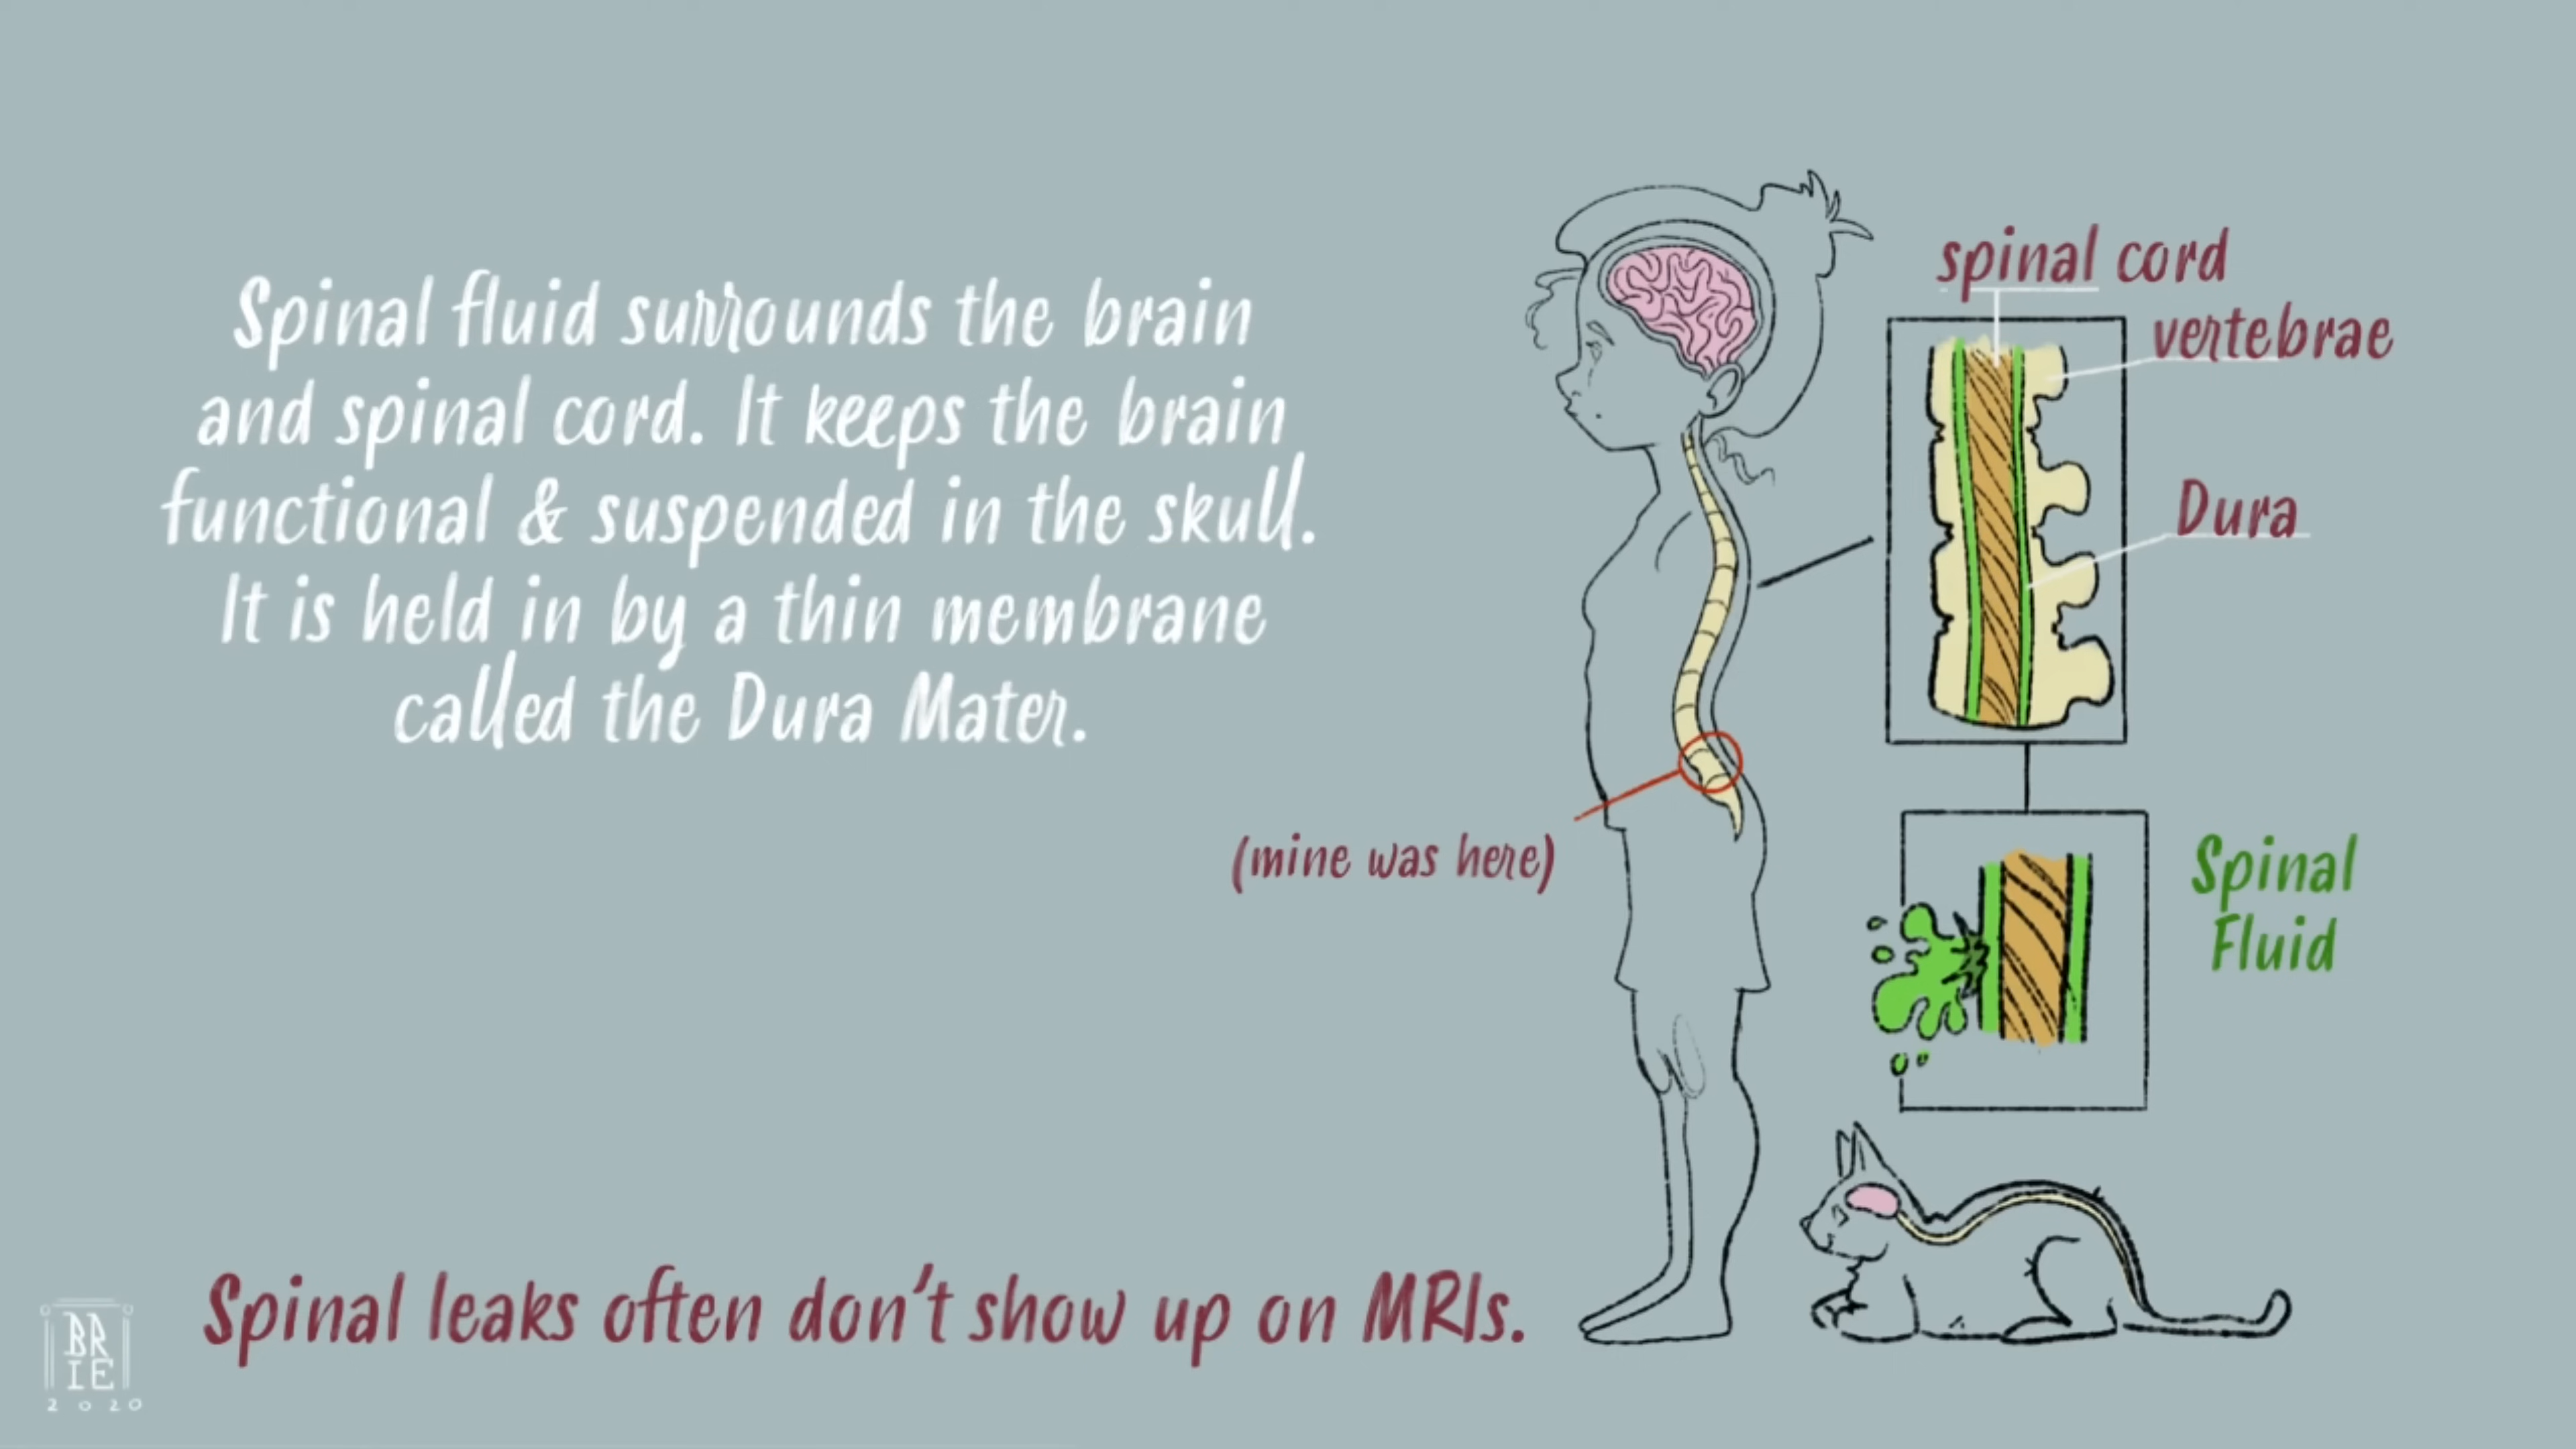 Spinal fluid surrounds the brain
and spinal cord. It keeps the brain
functional & suspended in the skull.
It is held in by a thin membrane
called the Dura Mater.
spinal cord
vertebrae
Dura
(mine was here)
Spinal
Fluid
Spinal leaks often don't show up on MRIs.
BR
IE
2020